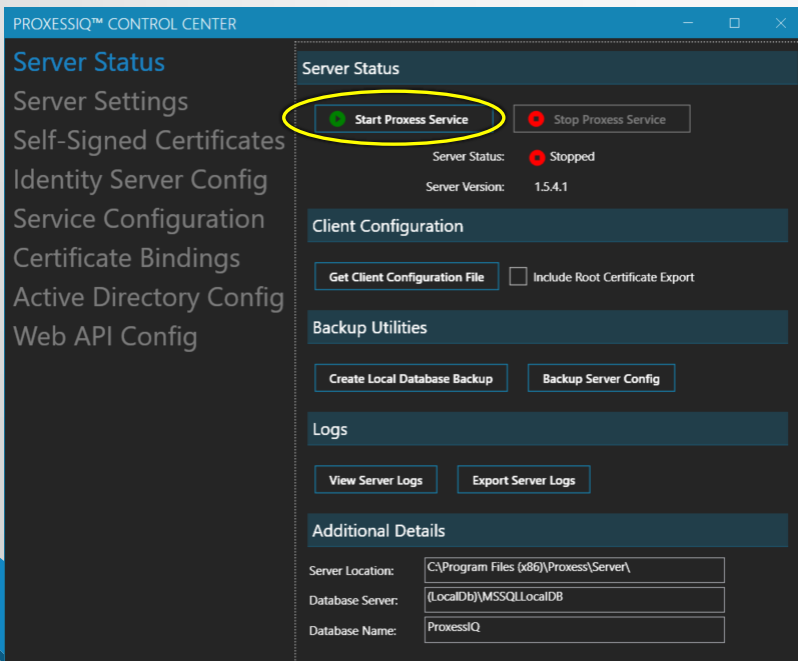 PROXESSIQ™ CONTROL CENTER
Server Status
Server Settings
Self-Signed Certificates
Identity Server Config
Service Configuration
Certificate Bindings
Active Directory Config
Web API Config
Server Status
Start Proxess Service
Stop Proxess Service
Server Status: Stopped
Server Version: 1.5.4.1
Client Configuration
Get Client Configuration File
Include Root Certificate Export
Backup Utilities
Create Local Database Backup
Backup Server Config
Logs
View Server Logs
Export Server Logs
Additional Details
Server Location: C:\Program Files (x86)\Proxess\Server\
Database Server: (LocalDb)\MSSQLLocalDB
Database Name: ProxessIQ